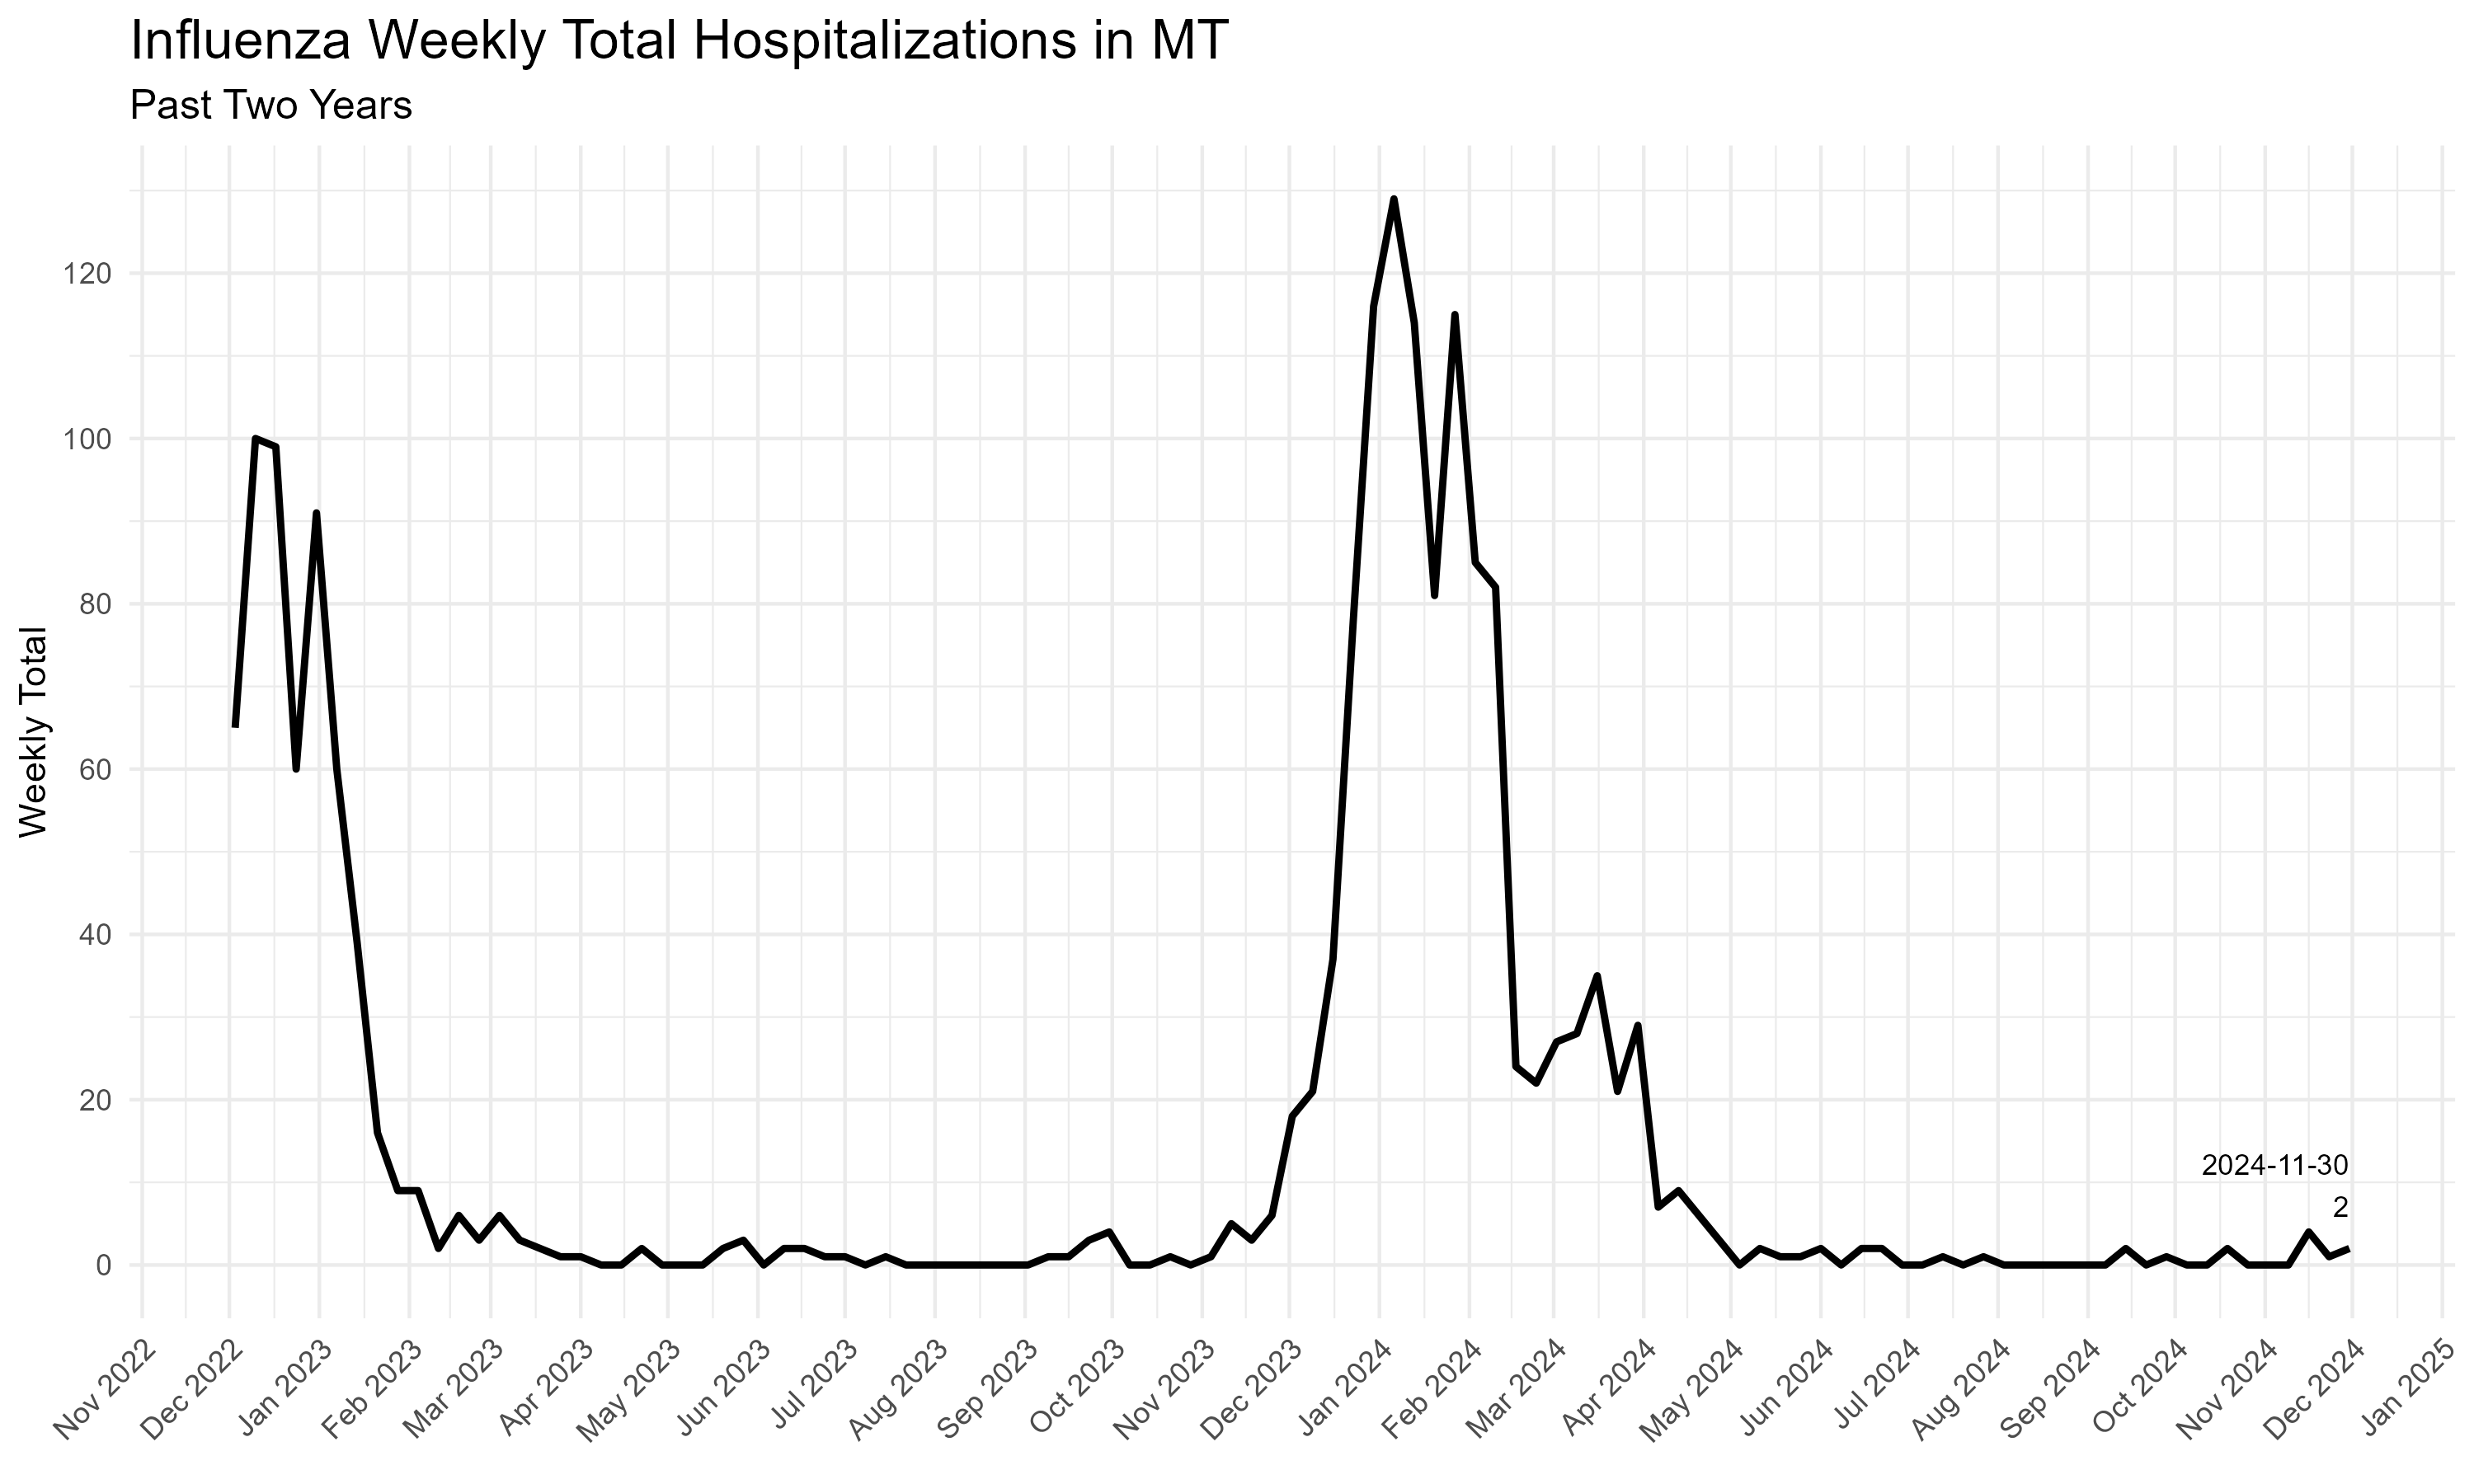 Influenza Weekly Total Hospitalizations in MT
Past Two Years
Weekly Total
120
100
80
60
40
20
0
2024-11-30
2
Nov 2022
Dec 2022
Jan 2023
Feb 2023
Mar 2023
Apr 2023
May 2023
Jun 2023
Jul 2023
Aug 2023
Sep 2023
Oct 2023
Nov 2023
Dec 2023
Jan 2024
Feb 2024
Mar 2024
Apr 2024
May 2024
Jun 2024
Jul 2024
Aug 2024
Sep 2024
Oct 2024
Nov 2024
Dec 2024
Jan 2025